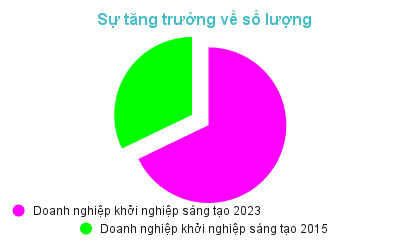 Sự tăng trưởng về số lượng
Doanh nghiệp khởi nghiệp sáng tạo 2023
Doanh nghiệp khởi nghiệp sáng tạo 2015